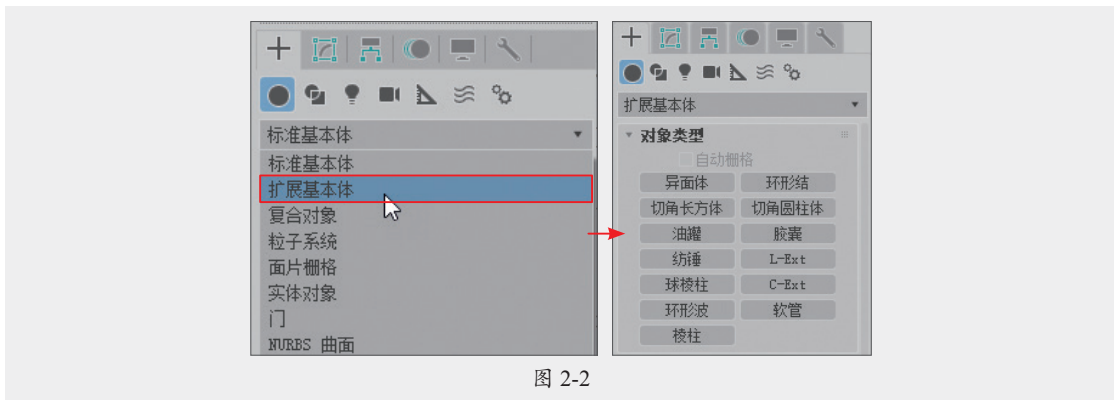 标准基本体
标准基本体
扩展基本体
复合对象
粒子系统
面片栅格
实体对象
门
NURBS 曲面
扩展基本体
对象类型
自动栅格
异面体 环形结
切角长方体 切角圆柱体
油罐 胶囊
纺锤 L-Ext
球棱柱 C-Ext
环形波 软管
棱柱
图 2-2